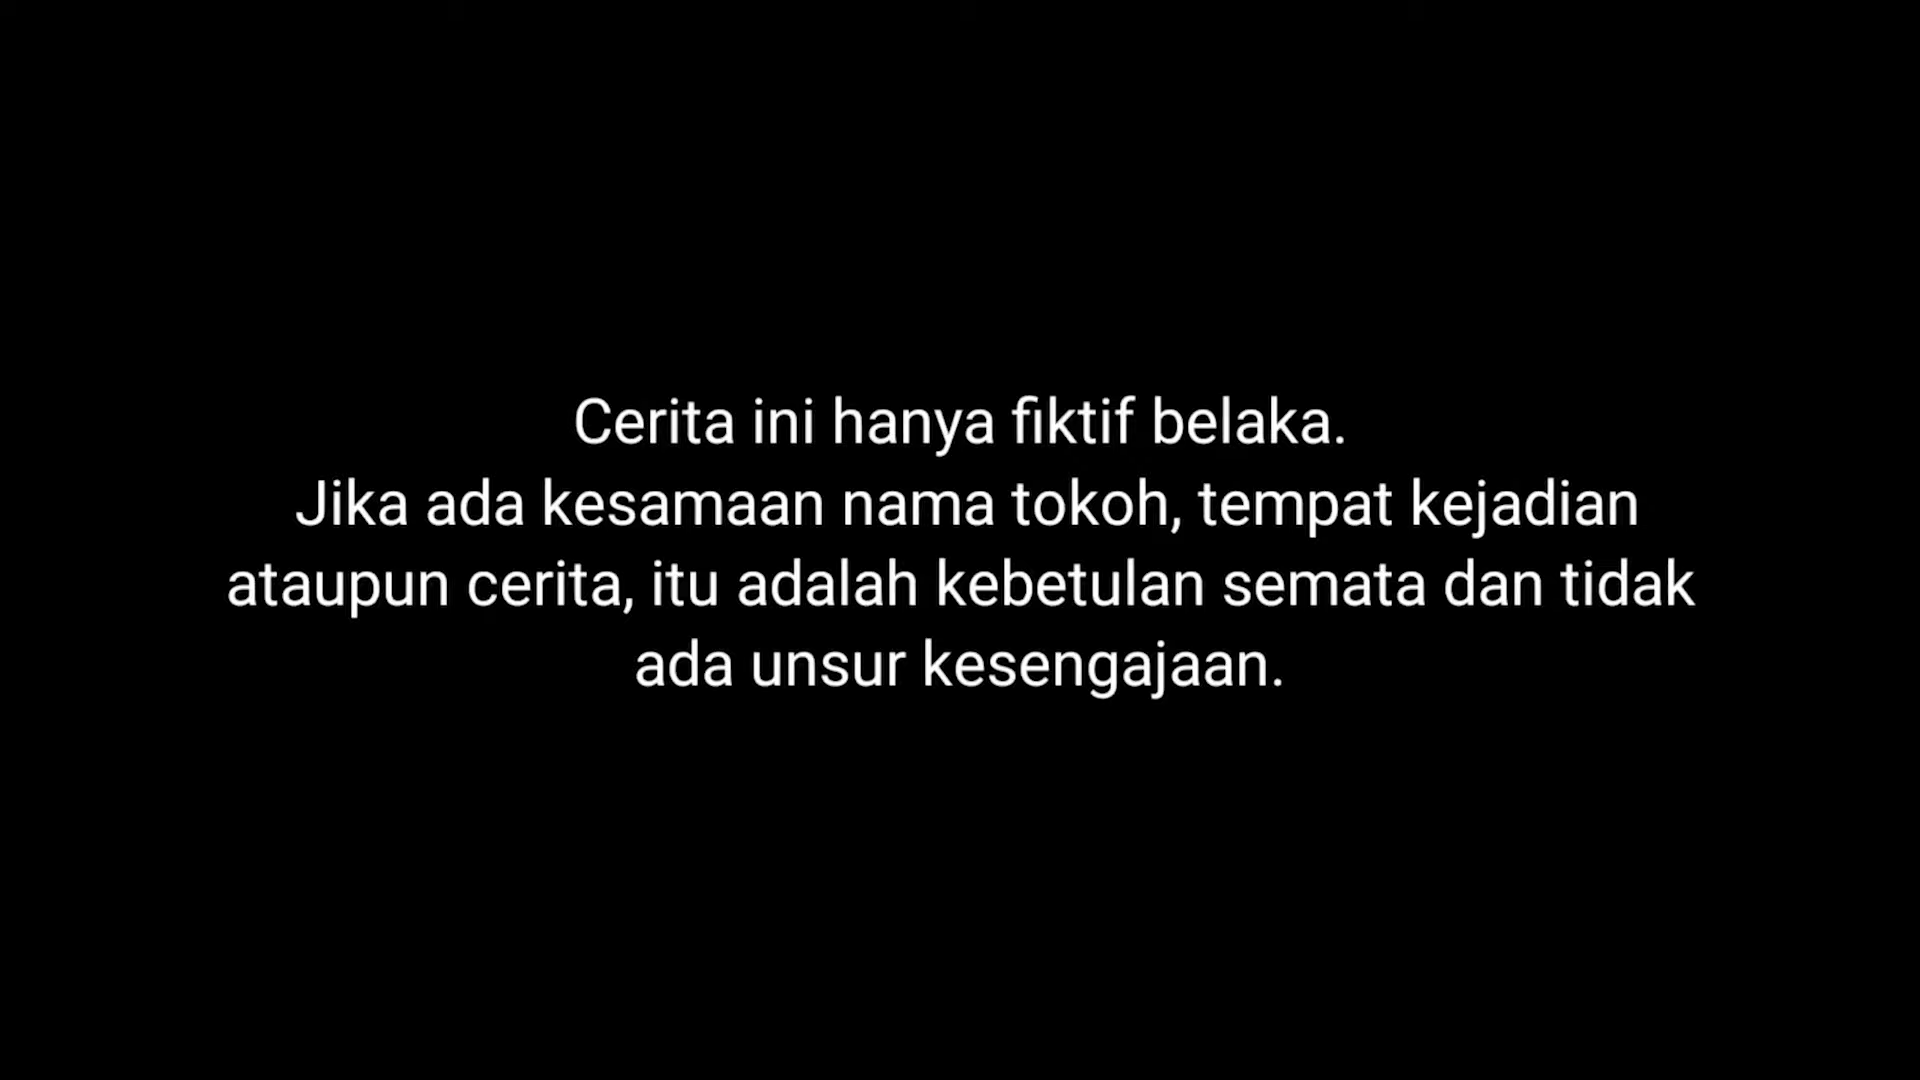 Cerita ini hanya fiktif belaka.
Jika ada kesamaan nama tokoh, tempat kejadian
ataupun cerita, itu adalah kebetulan semata dan tidak
ada unsur kesengajaan.